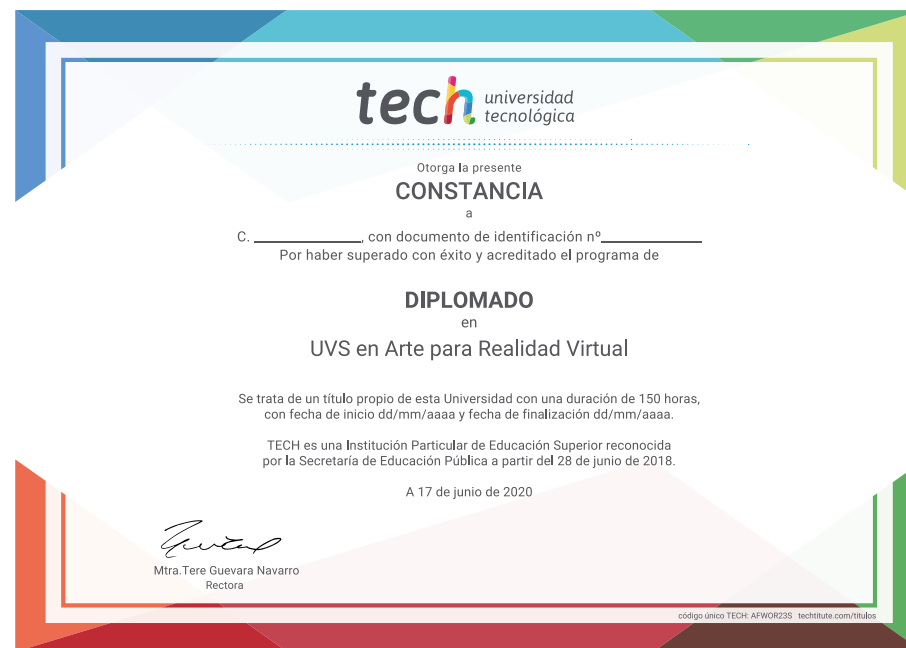 tech universidad
tecnológica
Otorga la presente
CONSTANCIA
a
C. ____________, con documento de identificación nº____________
Por haber superado con éxito y acreditado el programa de
DIPLOMADO
en
UVS en Arte para Realidad Virtual
Se trata de un título propio de esta Universidad con una duración de 150 horas,
con fecha de inicio dd/mm/aaaa y fecha de finalización dd/mm/aaaa.
TECH es una Institución Particular de Educación Superior reconocida
por la Secretaría de Educación Pública a partir del 28 de junio de 2018.
A 17 de junio de 2020
Mtra.Tere Guevara Navarro
Rectora
código único TECH: AFWOR23S techtitute.com/titulos